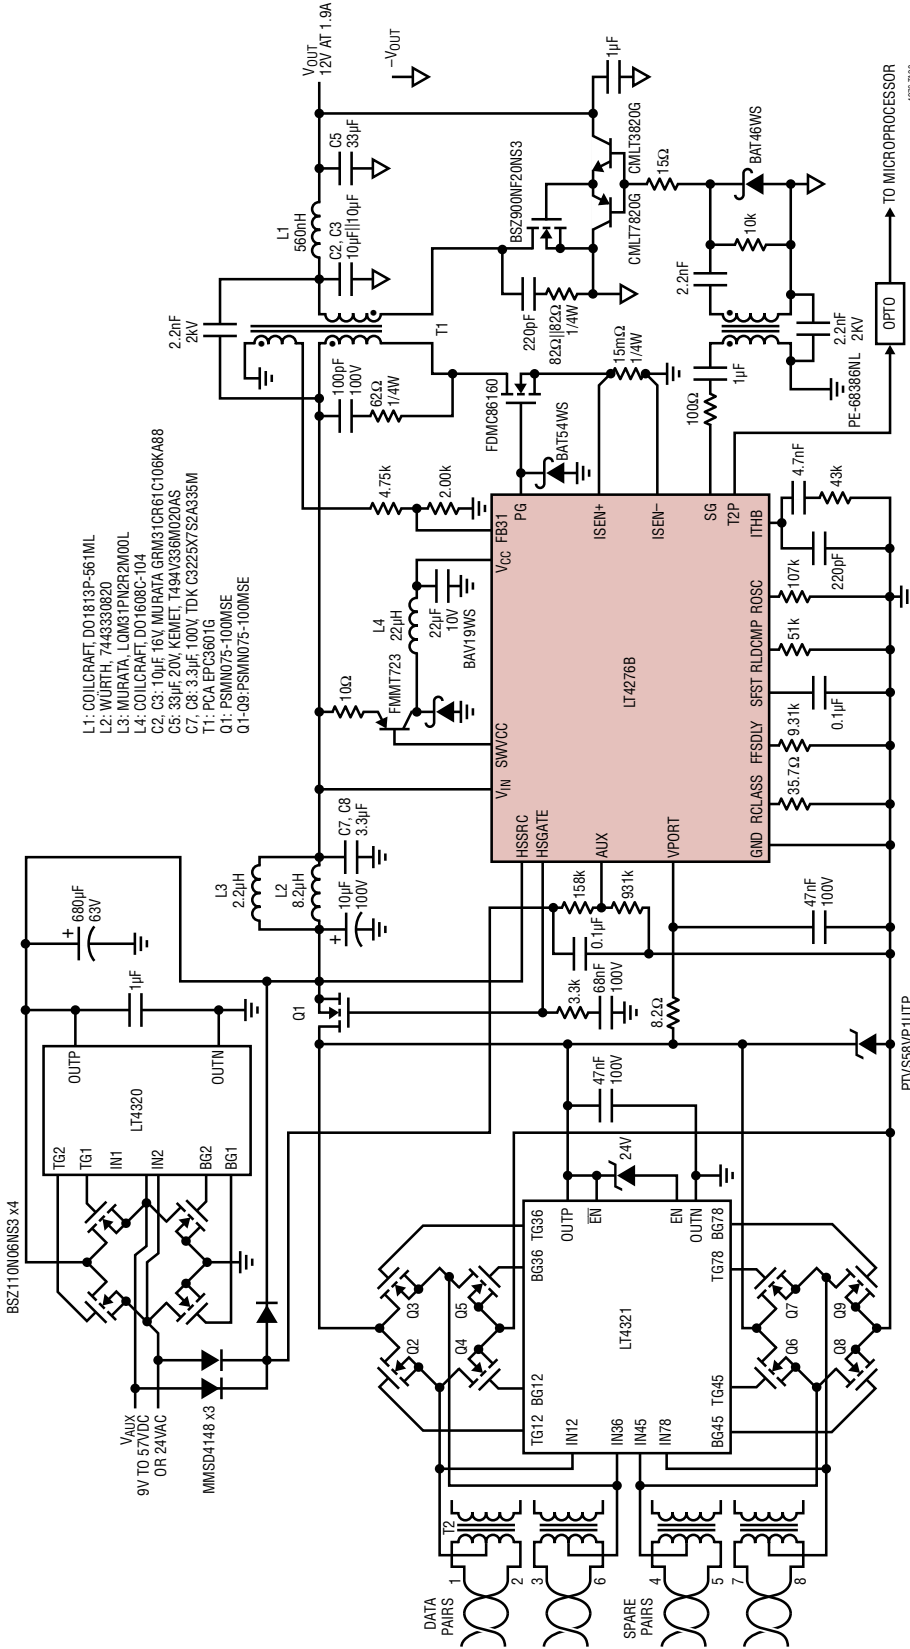 L1: COILCRAFT, DO1813P-561ML
L2: WÜRTH, 7443330820
L3: MURATA, LQM31PN2R2M00L
L4: COILCRAFT, DO1608C-104
C2, C3: 10µF, 16V, MURATA GRM31CR61C106KA88
C5: 33µF, 20V, KEMET, T494V336M020AS
C7, C8: 3.3µF, 100V, TDK C3225X7S2A335M
T1: PCA EPC3601G
Q1: PSMN075-100MSE
Q1-Q9:PSMN075-100MSE
BSZ110N06NS3 x4
TG2
TG1
IN1
IN2
BG2
BG1
OUTP
LT4320
OUTN
+
680µF
63V
1µF
VAUX
9V TO 57VDC
OR 24VAC
MMSD4148 x3
Q1
L3
2.2µH
L2
8.2µH
+
10µF
100V
C7, C8
3.3µF
10Ω
FMMT723
L4
22µH
22µF
10V
BAV19WS
4.75k
2.00k
2.2nF
2KV
100pF
100V
62Ω
1/4W
T1
L1
560nH
C2, C3
10µF||10µF
C5
33µF
VOUT
12V AT 1.9A
–VOUT
1µF
BSZ900NF20NS3
CMLT3820G
CMLT7820G
220pF
82Ω||82Ω
1/4W
15Ω
BAT46WS
10k
2.2nF
2.2nF
2KV
PE-68386NL
FDMC86160
15mΩ
1/4W
BAT54WS
100Ω
1µF
OPTO
TO MICROPROCESSOR
HSSRC
HSGATE
AUX
VPORT
VIN
SWVCC
VCC
FB31
PG
ISEN+
ISEN–
SG
T2P
LT4276B
GND
RCLASS
FFSDLY
SFST
RLDCMP
ROSC
ITHB
35.7Ω
9.31k
0.1µF
51k
107k
220pF
4.7nF
43k
158k
931k
0.1µF
3.3k
68nF
100V
8.2Ω
47nF
100V
PTVS58VP1UTP
47nF
100V
24V
Q3
Q2
Q5
Q4
Q7
Q6
Q9
Q8
TG36
BG36
OUTP
EN
EN
OUTN
TG78
BG78
LT4321
TG12
BG12
IN12
IN36
IN45
IN78
TG45
BG45
T2
DATA
PAIRS
SPARE
PAIRS
1
2
3
6
4
5
7
8